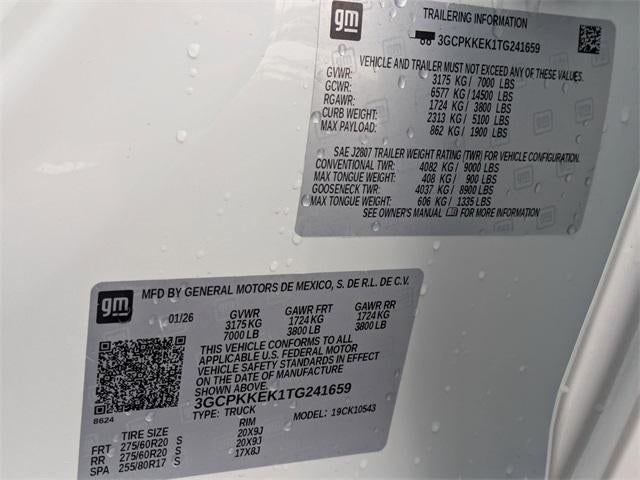 gm
TRAILERING INFORMATION
88 3GCPKKEK1TG241659
VEHICLE AND TRAILER MUST NOT EXCEED ANY OF THESE VALUES.
GVWR: 3175 KG / 7000 LBS
GCWR: 6577 KG/14500 LBS
RGAWR: 1724 KG / 3800 LBS
CURB WEIGHT: 2313 KG / 5100 LBS
MAX PAYLOAD: 862 KG / 1900 LBS
SAE J2807 TRAILER WEIGHT RATING (TWR) FOR VEHICLE CONFIGURATION.
CONVENTIONAL TWR: 4082 KG / 9000 LBS
MAX TONGUE WEIGHT: 408 KG / 900 LBS
GOOSENECK TWR: 4037 KG / 8900 LBS
MAX TONGUE WEIGHT: 606 KG / 1335 LBS
SEE OWNER'S MANUAL FOR MORE INFORMATION
gm
MFD BY GENERAL MOTORS DE MEXICO, S. DE R.L. DE C.V.
01/26 GVWR GAWR FRT GAWR RR
3175 KG 1724 KG 1724 KG
7000 LB 3800 LB 3800 LB
THIS VEHICLE CONFORMS TO ALL
APPLICABLE U.S. FEDERAL MOTOR
VEHICLE SAFETY STANDARDS IN EFFECT
ON THE DATE OF MANUFACTURE
SHOWN ABOVE.
3GCPKKEK1TG241659
8624 TYPE: TRUCK MODEL: 19CK10543
TIRE SIZE RIM
FRT 275/60R20 S 20X9J
RR 275/60R20 S 20X9J
SPA 255/80R17 S 17X8J